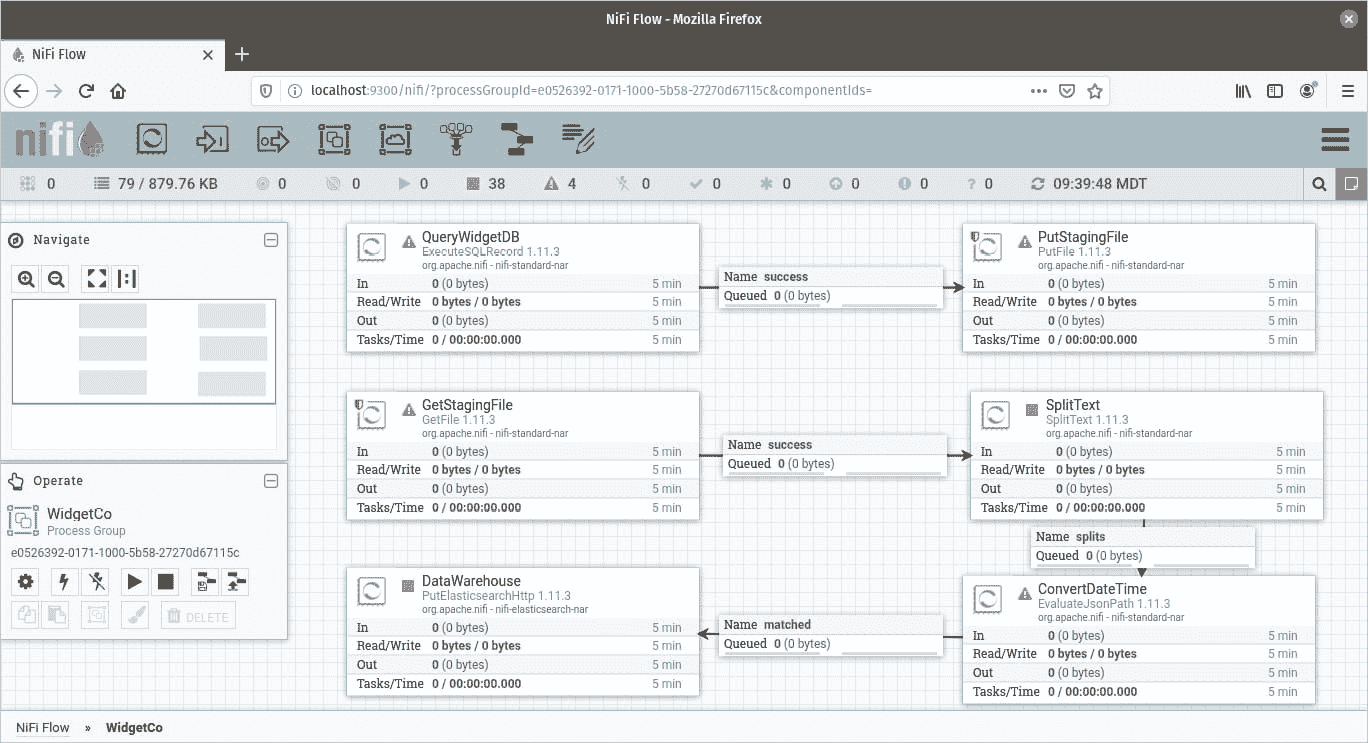 NiFi Flow - Mozilla Firefox
NiFi Flow
localhost:9300/nifi/?processGroupId=e0526392-0171-1000-5b58-27270d67115c&componentIds=
nifi
0 79 / 879.76 KB 0 0 0 38 4 0 0 0 0 0 ? 0 09:39:48 MDT
Navigate
Operate
WidgetCo
Process Group
e0526392-0171-1000-5b58-27270d67115c
DELETE
QueryWidgetDB
ExecuteSQLRecord 1.11.3
org.apache.nifi - nifi-standard-nar
In 0 (0 bytes) 5 min
Read/Write 0 bytes / 0 bytes 5 min
Out 0 (0 bytes) 5 min
Tasks/Time 0 / 00:00:00.000 5 min
Name success
Queued 0 (0 bytes)
PutStagingFile
PutFile 1.11.3
org.apache.nifi - nifi-standard-nar
In 0 (0 bytes) 5 min
Read/Write 0 bytes / 0 bytes 5 min
Out 0 (0 bytes) 5 min
Tasks/Time 0 / 00:00:00.000 5 min
GetStagingFile
GetFile 1.11.3
org.apache.nifi - nifi-standard-nar
In 0 (0 bytes) 5 min
Read/Write 0 bytes / 0 bytes 5 min
Out 0 (0 bytes) 5 min
Tasks/Time 0 / 00:00:00.000 5 min
Name success
Queued 0 (0 bytes)
SplitText
SplitText 1.11.3
org.apache.nifi - nifi-standard-nar
In 0 (0 bytes) 5 min
Read/Write 0 bytes / 0 bytes 5 min
Out 0 (0 bytes) 5 min
Tasks/Time 0 / 00:00:00.000 5 min
Name splits
Queued 0 (0 bytes)
DataWarehouse
PutElasticsearchHttp 1.11.3
org.apache.nifi - nifi-elasticsearch-nar
In 0 (0 bytes) 5 min
Read/Write 0 bytes / 0 bytes 5 min
Out 0 (0 bytes) 5 min
Tasks/Time 0 / 00:00:00.000 5 min
Name matched
Queued 0 (0 bytes)
ConvertDateTime
EvaluateJsonPath 1.11.3
org.apache.nifi - nifi-standard-nar
In 0 (0 bytes) 5 min
Read/Write 0 bytes / 0 bytes 5 min
Out 0 (0 bytes) 5 min
Tasks/Time 0 / 00:00:00.000 5 min
NiFi Flow » WidgetCo